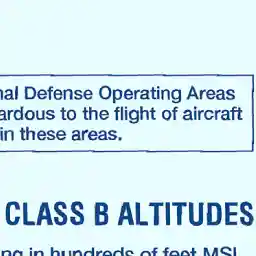 nal Defense Operating Areas
ardous to the flight of aircraft
in these areas.
CLASS B ALTITUDES
ng in hundreds of feet MSL